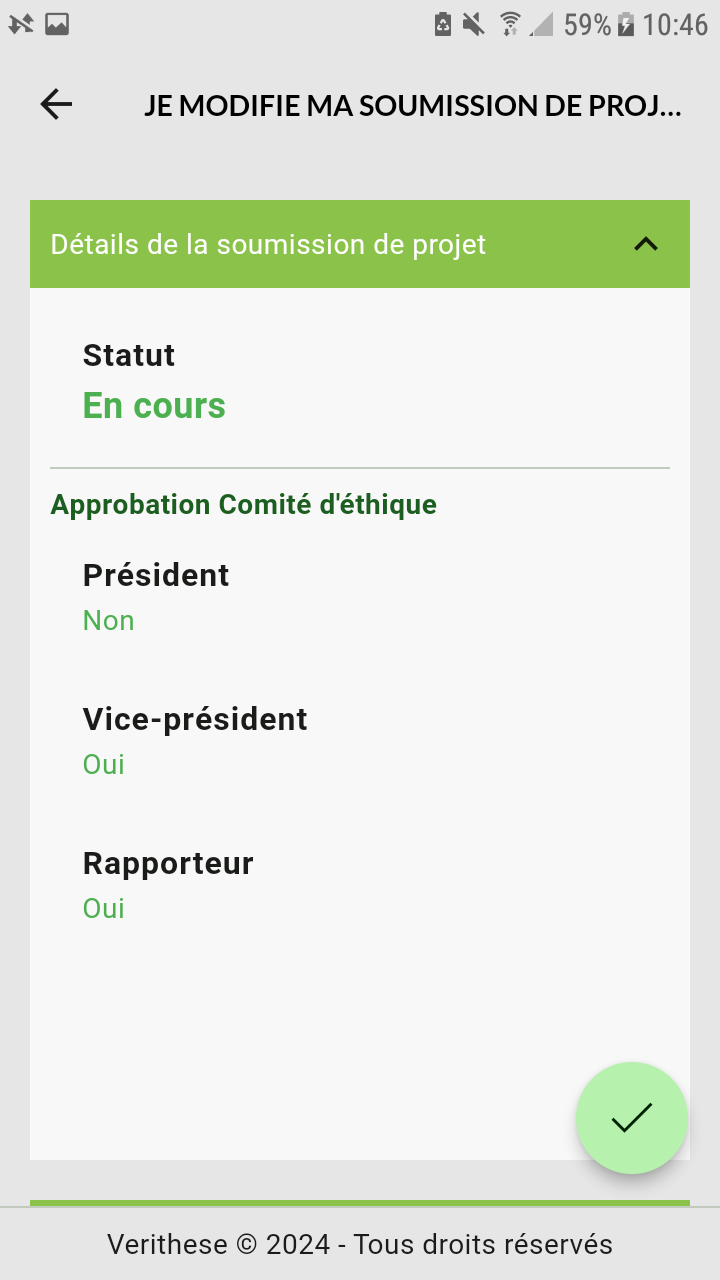 59% 10:46
JE MODIFIE MA SOUMISSION DE PROJ...
Détails de la soumission de projet
Statut
En cours
Approbation Comité d'éthique
Président
Non
Vice-président
Oui
Rapporteur
Oui
Verithese © 2024 - Tous droits réservés